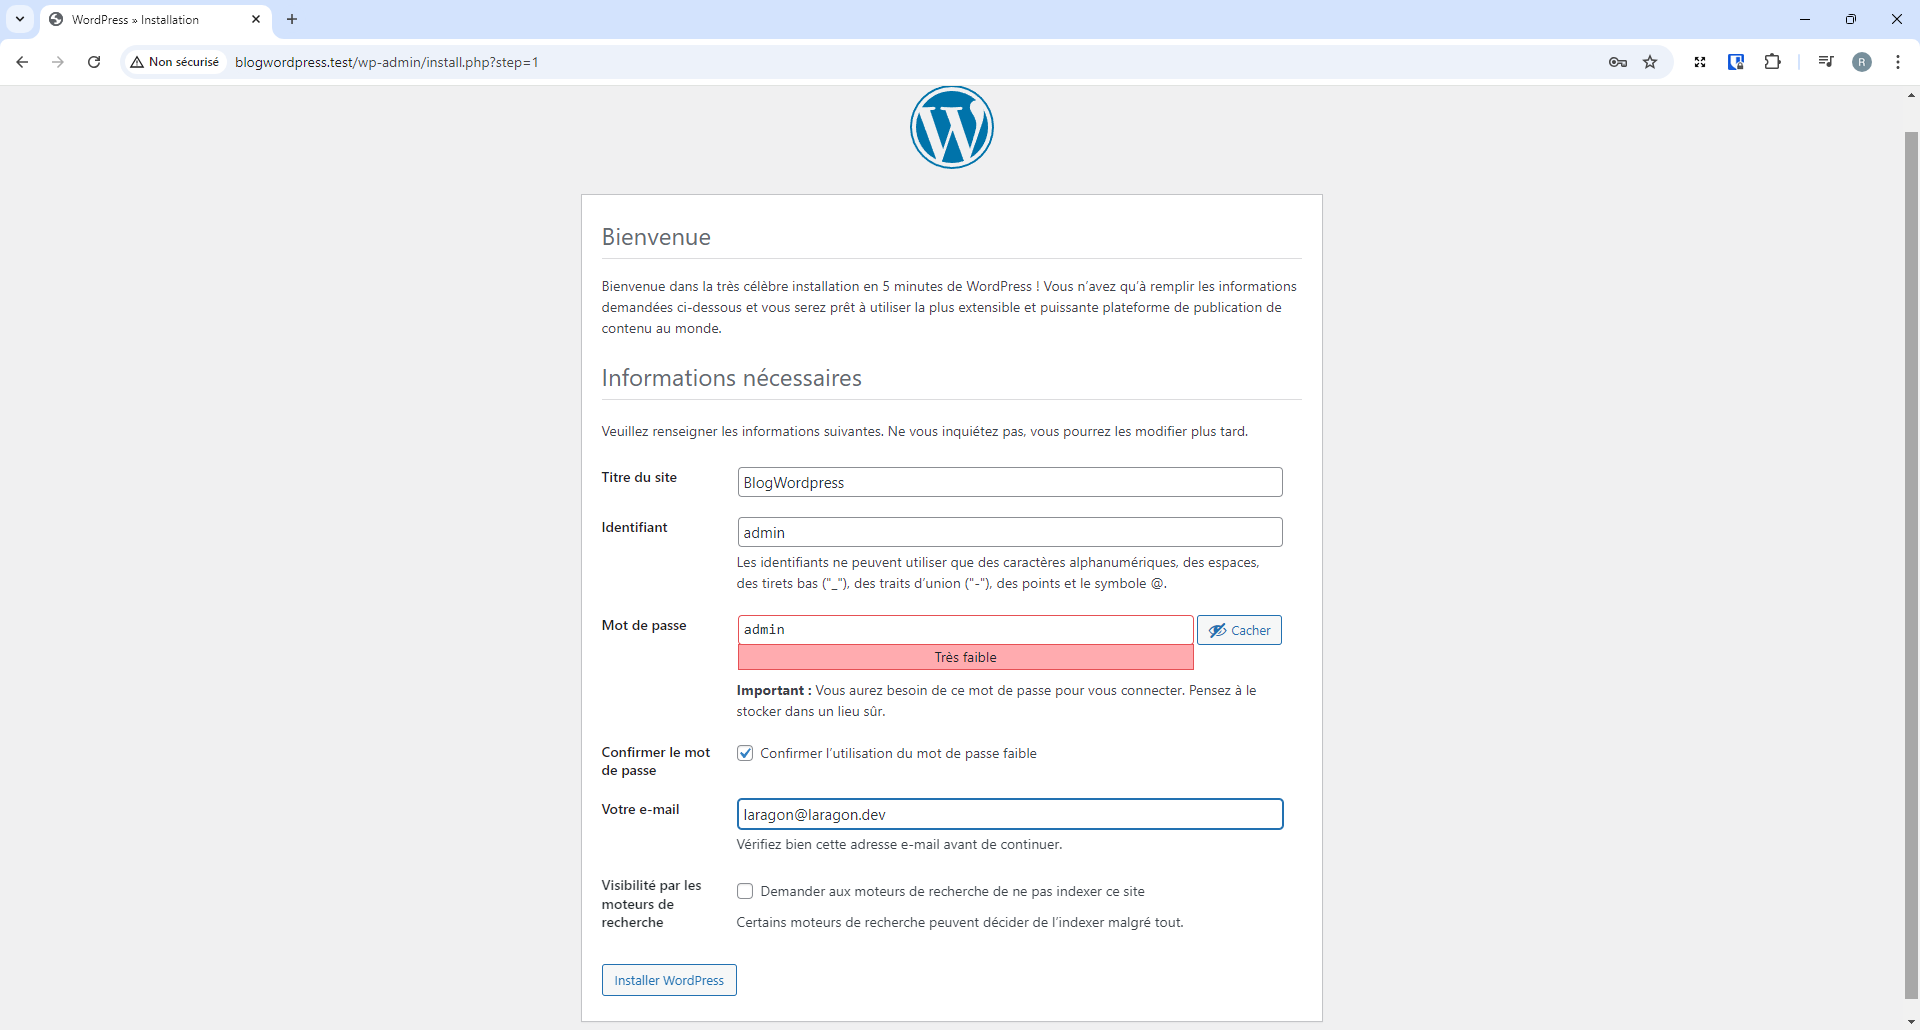 WordPress » Installation
Non sécurisé
blogwordpress.test/wp-admin/install.php?step=1
R
Bienvenue
Bienvenue dans la très célèbre installation en 5 minutes de WordPress ! Vous n’avez qu’à remplir les informations
demandées ci-dessous et vous serez prêt à utiliser la plus extensible et puissante plateforme de publication de
contenu au monde.
Informations nécessaires
Veuillez renseigner les informations suivantes. Ne vous inquiétez pas, vous pourrez les modifier plus tard.
Titre du site
BlogWordpress
Identifiant
admin
Les identifiants ne peuvent utiliser que des caractères alphanumériques, des espaces,
des tirets bas ("_"), des traits d’union ("-"), des points et le symbole @.
Mot de passe
admin
Cacher
Très faible
Important : Vous aurez besoin de ce mot de passe pour vous connecter. Pensez à le
stocker dans un lieu sûr.
Confirmer le mot
de passe
Confirmer l’utilisation du mot de passe faible
Votre e-mail
laragon@laragon.dev
Vérifiez bien cette adresse e-mail avant de continuer.
Visibilité par les
moteurs de
recherche
Demander aux moteurs de recherche de ne pas indexer ce site
Certains moteurs de recherche peuvent décider de l’indexer malgré tout.
Installer WordPress